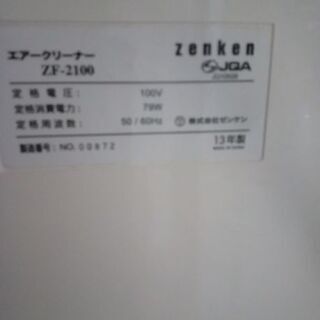 エアークリーナー zenken
ZF-2100 JQA
定格電圧: 100V
定格消費電力: 79W
定格周波数: 50/60Hz 株式会社ゼンケン
製造番号: NO.00872 13年製